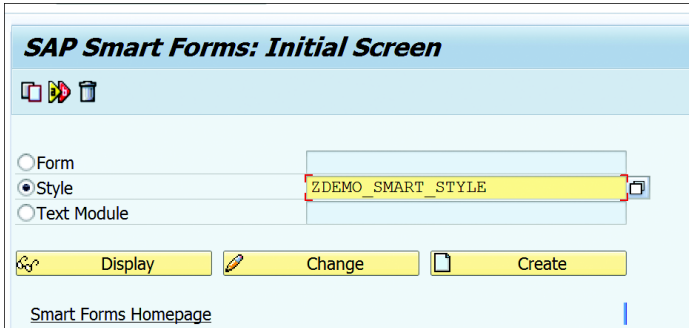 SAP Smart Forms: Initial Screen
Form
Style ZDEMO_SMART_STYLE
Text Module
Display Change Create
Smart Forms Homepage